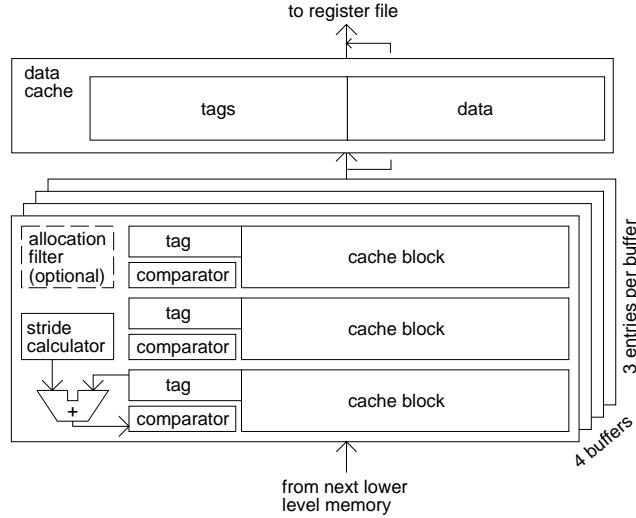 to register file
data
cache
tags
data
allocation
filter
(optional)
tag
comparator
cache block
stride
calculator
tag
comparator
cache block
+
tag
comparator
cache block
3 entries per buffer
4 buffers
from next lower
level memory